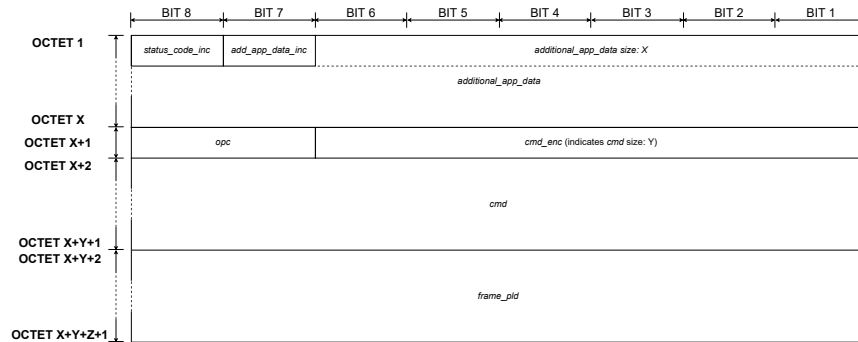 BIT 8 BIT 7 BIT 6 BIT 5 BIT 4 BIT 3 BIT 2 BIT 1
OCTET 1 status_code_inc add_app_data_inc additional_app_data size: X
additional_app_data
OCTET X
OCTET X+1 opc cmd_enc (indicates cmd size: Y)
OCTET X+2
cmd
OCTET X+Y+1
OCTET X+Y+2
frame_pld
OCTET X+Y+Z+1